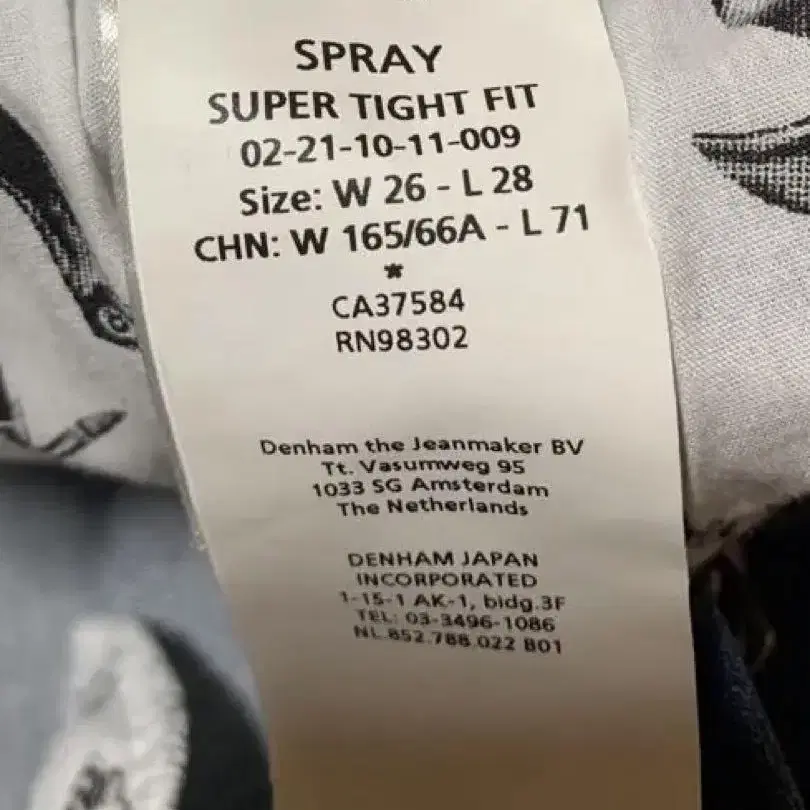 SPRAY
SUPER TIGHT FIT
02-21-10-11-009
Size: W 26 - L 28
CHN: W 165/66A - L 71
*
CA37584
RN98302
Denham the Jeanmaker BV
Tt. Vasumweg 95
1033 SG Amsterdam
The Netherlands
DENHAM JAPAN
INCORPORATED
1-15-1 AK-1, bldg.3F
TEL: 03-3496-1086
NL.852.788.022 B01